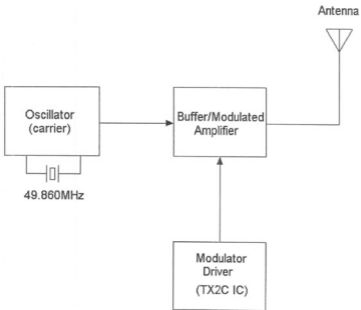 Antenna
Oscillator
(carrier)
Buffer/Modulated
Amplifier
49.860MHz
Modulator
Driver
(TX2C IC)